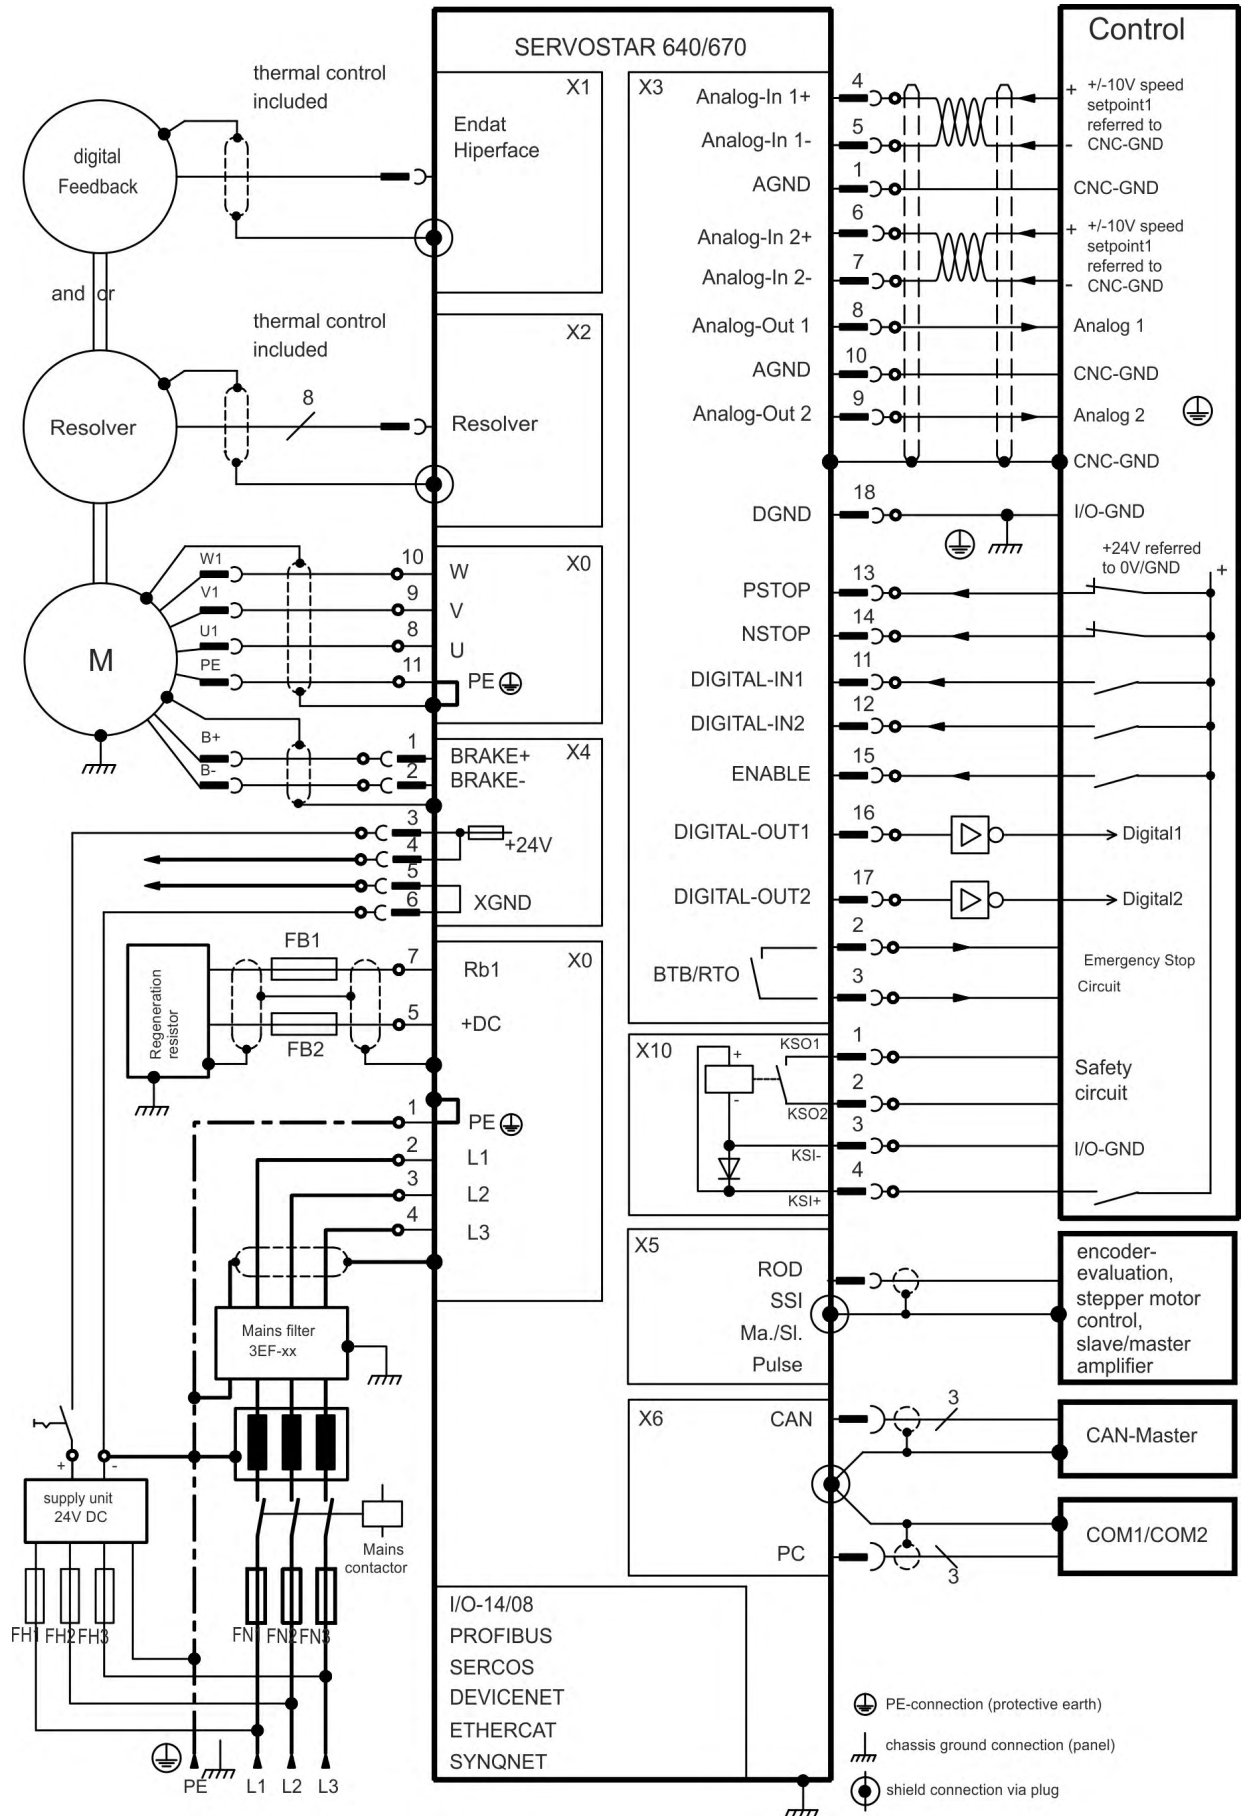 SERVOSTAR 640/670
Control
thermal control
included
digital
Feedback
X1
Endat
Hiperface
and or
thermal control
included
Resolver
8
X2
Resolver
M
W1
V1
U1
PE
10
9
8
11
X0
W
V
U
PE
B+
B-
1
2
X4
BRAKE+
BRAKE-
3
4
5
6
+24V
XGND
Regeneration
resistor
FB1
FB2
7
5
X0
Rb1
+DC
1
2
3
4
PE
L1
L2
L3
Mains filter
3EF-xx
+
-
supply unit
24V DC
Mains
contactor
FH1 FH2 FH3
FN1 FN2 FN3
PE
L1
L2
L3
I/O-14/08
PROFIBUS
SERCOS
DEVICENET
ETHERCAT
SYNQNET
X3
Analog-In 1+
4
Analog-In 1-
5
AGND
1
Analog-In 2+
6
Analog-In 2-
7
Analog-Out 1
8
AGND
10
Analog-Out 2
9
DGND
18
PSTOP
13
NSTOP
14
DIGITAL-IN1
11
DIGITAL-IN2
12
ENABLE
15
DIGITAL-OUT1
16
DIGITAL-OUT2
17
BTB/RTO
2
3
+
-
+/-10V speed
setpoint1
referred to
CNC-GND
CNC-GND
+
-
+/-10V speed
setpoint1
referred to
CNC-GND
Analog 1
CNC-GND
Analog 2
CNC-GND
I/O-GND
+24V referred
to 0V/GND
+
Digital1
Digital2
Emergency Stop
Circuit
X10
+
-
KSO1
1
KSO2
2
KSI-
3
KSI+
4
Safety
circuit
I/O-GND
X5
ROD
SSI
Ma./Sl.
Pulse
encoder-
evaluation,
stepper motor
control,
slave/master
amplifier
X6
CAN
3
CAN-Master
PC
3
COM1/COM2
PE-connection (protective earth)
chassis ground connection (panel)
shield connection via plug